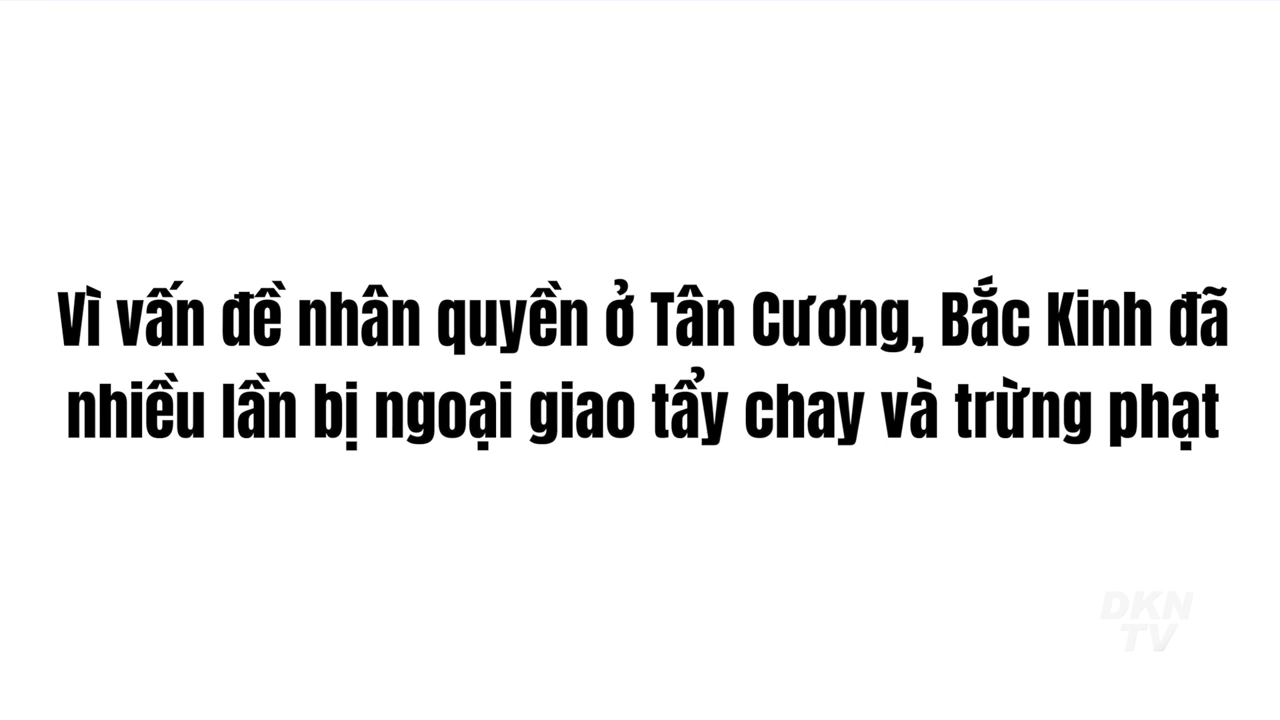 Vì vấn đề nhân quyền ở Tân Cương, Bắc Kinh đã
nhiều lần bị ngoại giao tẩy chay và trừng phạt
DKN
TV